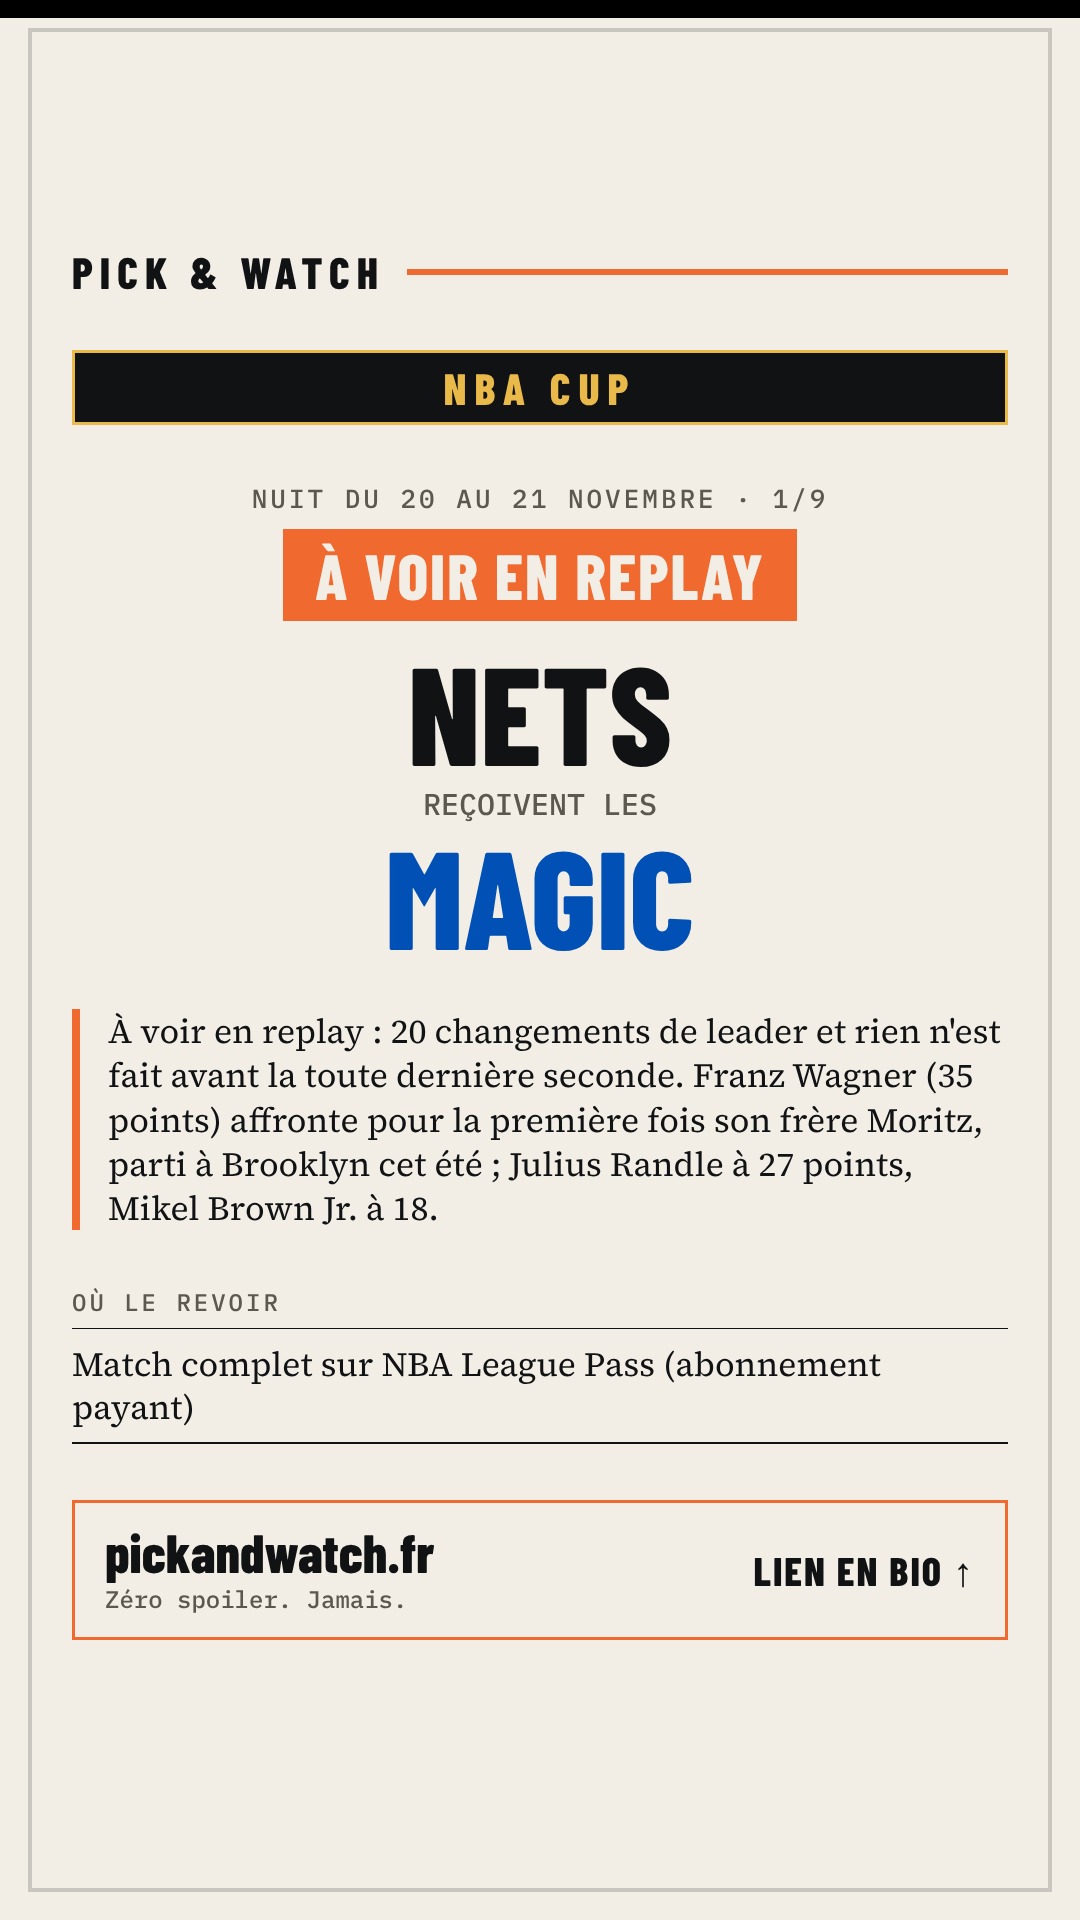 PICK & WATCH
NBA CUP
NUIT DU 20 AU 21 NOVEMBRE · 1/9
À VOIR EN REPLAY
NETS
REÇOIVENT LES
MAGIC
À voir en replay : 20 changements de leader et rien n'est
fait avant la toute dernière seconde. Franz Wagner (35
points) affronte pour la première fois son frère Moritz,
parti à Brooklyn cet été ; Julius Randle à 27 points,
Mikel Brown Jr. à 18.
OÙ LE REVOIR
Match complet sur NBA League Pass (abonnement
payant)
pickandwatch.fr
Zéro spoiler. Jamais.
LIEN EN BIO ↑